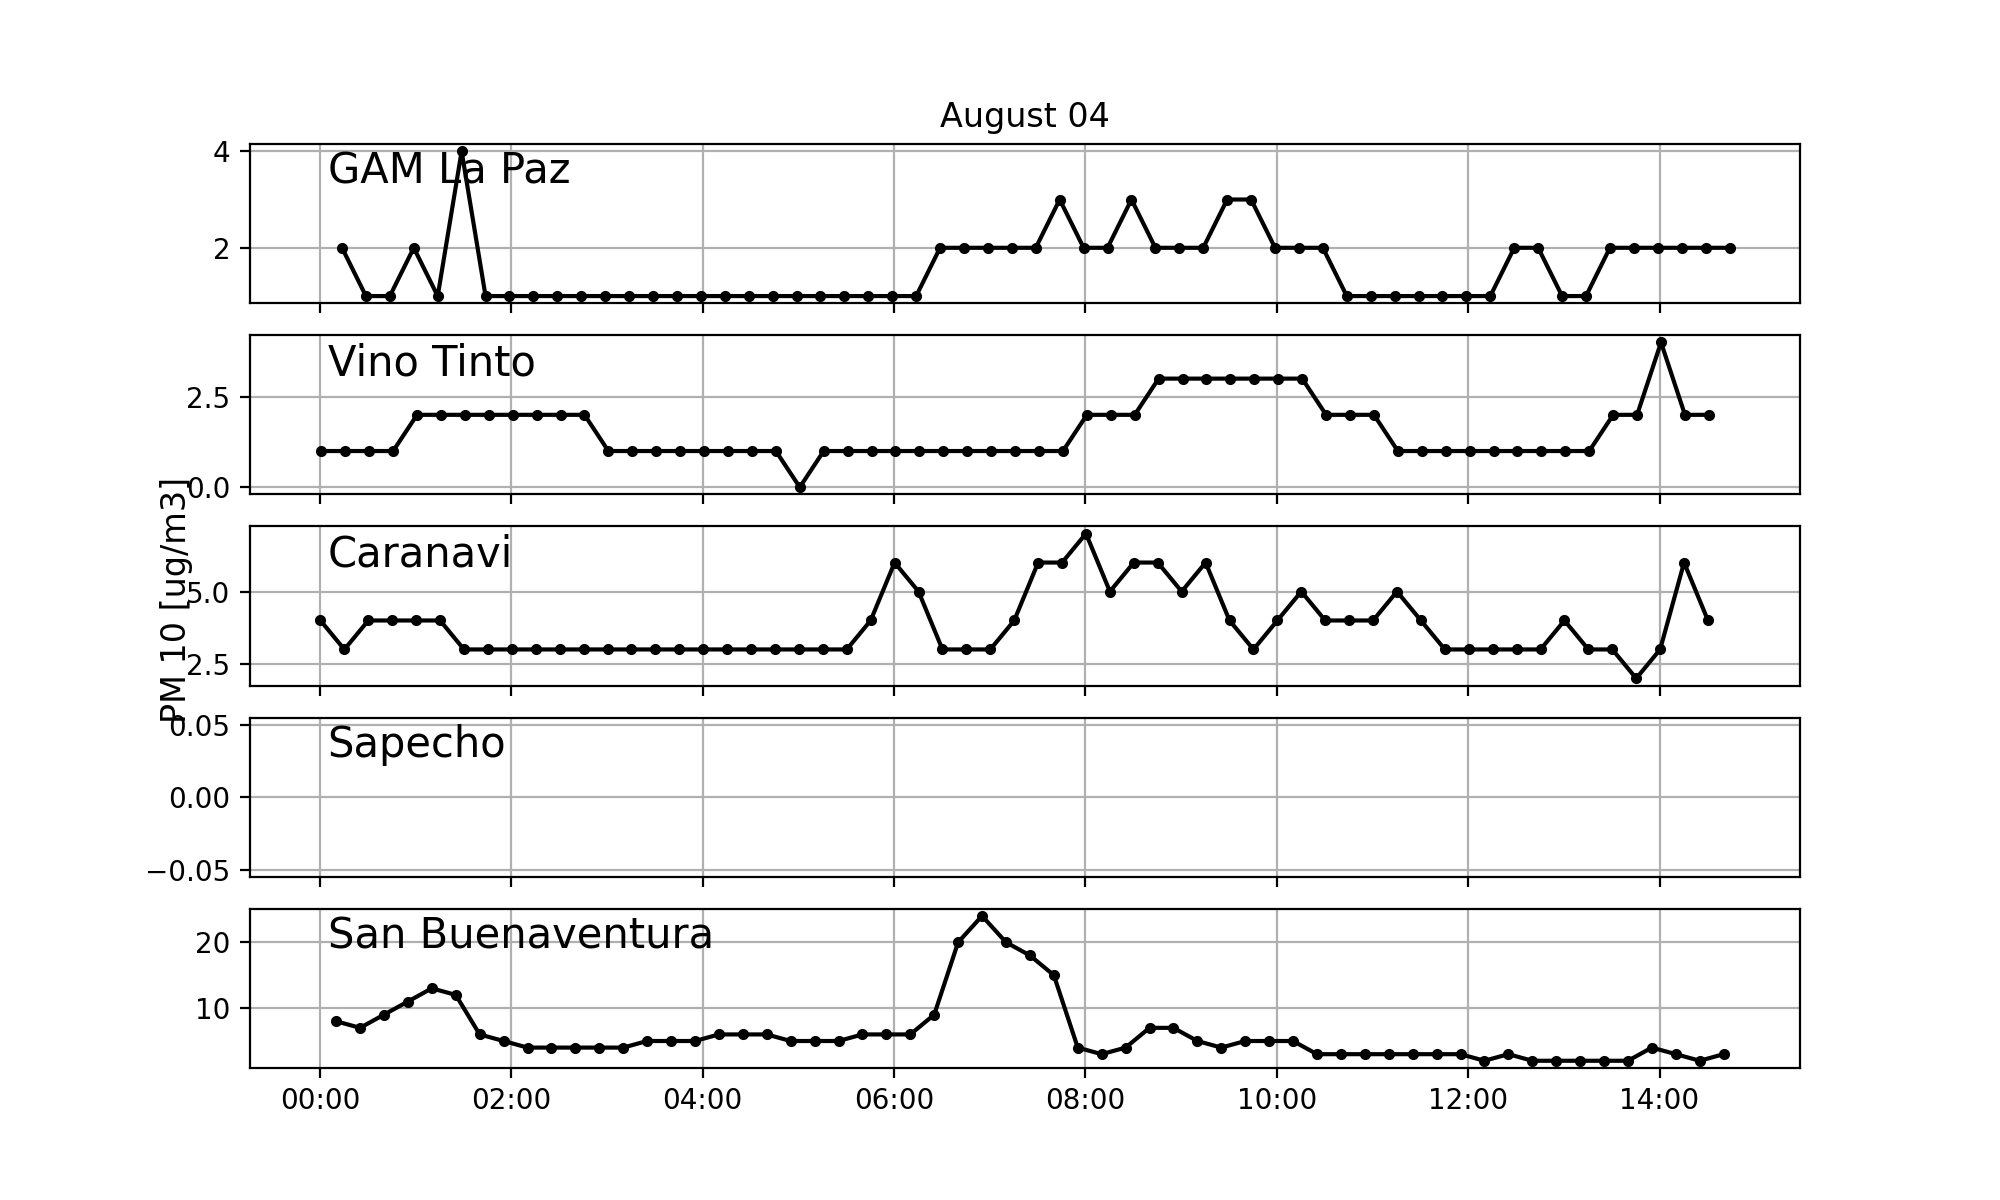 August 04
4
GAM La Paz
2
Vino Tinto
2.5
0.0
PM 10 [ug/m3]
Caranavi
5.0
2.5
0.05
Sapecho
0.00
−0.05
San Buenaventura
20
10
00:00 02:00 04:00 06:00 08:00 10:00 12:00 14:00